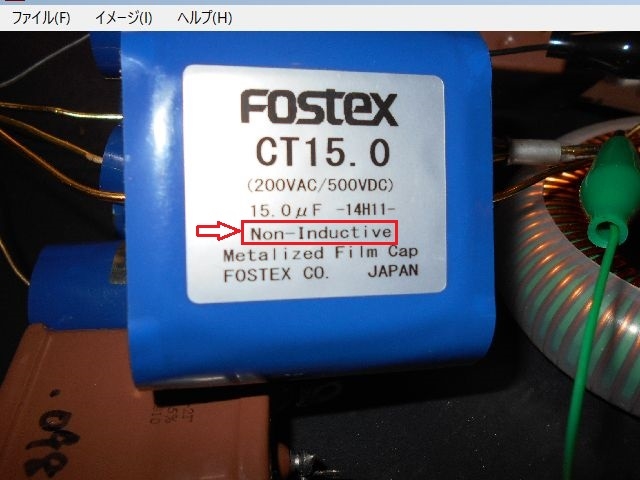 ファイル(F) イメージ(I) ヘルプ(H)
FOSTEX
CT15.0
(200VAC/500VDC)
15.0μF -14H11-
Non-Inductive
Metalized Film Cap
FOSTEX CO. JAPAN